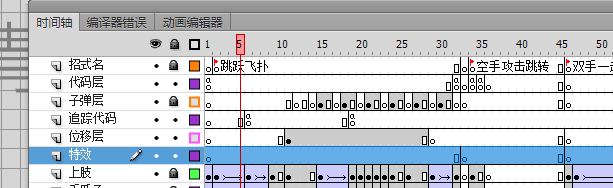 时间轴 编译器错误 动画编辑器
1 5 10 15 20 25 30 35 40 45 50
招式名 跳跃飞扑 空手攻击跳转 双手一
代码层
子弹层
追踪代码
位移层
特效
上肢